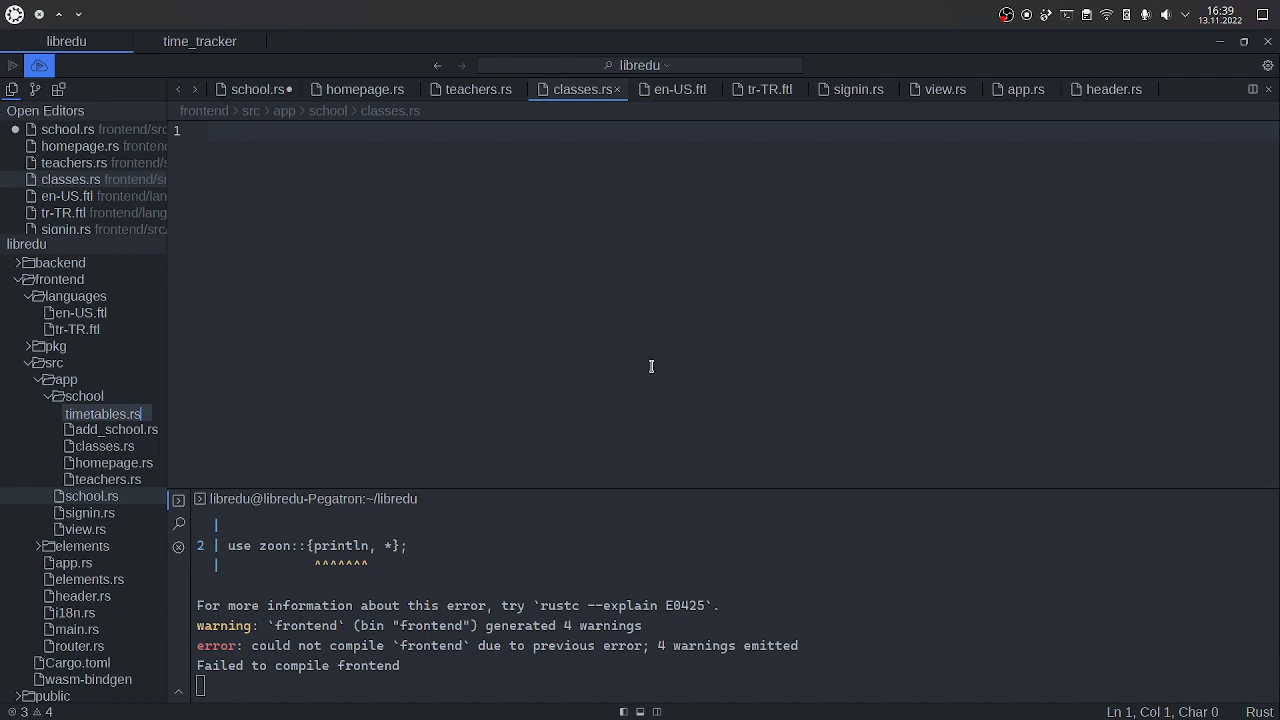 16:39
13.11.2022
libredu
time_tracker
libredu
school.rs
homepage.rs
teachers.rs
classes.rs
en-US.ftl
tr-TR.ftl
signin.rs
view.rs
app.rs
header.rs
Open Editors
frontend > src > app > school > classes.rs
school.rs frontend/src
homepage.rs frontend
teachers.rs frontend/s
classes.rs frontend/sr
en-US.ftl frontend/lan
tr-TR.ftl frontend/lang
signin.rs frontend/src/
1
libredu
backend
frontend
languages
en-US.ftl
tr-TR.ftl
pkg
src
app
school
timetables.rs
add_school.rs
classes.rs
homepage.rs
teachers.rs
school.rs
signin.rs
view.rs
elements
app.rs
elements.rs
header.rs
i18n.rs
main.rs
router.rs
Cargo.toml
wasm-bindgen
public
libredu@libredu-Pegatron:~/libredu
|
2 | use zoon::{println, *};
| ^^^^^^^
For more information about this error, try `rustc --explain E0425`.
warning: `frontend` (bin "frontend") generated 4 warnings
error: could not compile `frontend` due to previous error; 4 warnings emitted
Failed to compile frontend
3 4
Ln 1, Col 1, Char 0
Rust